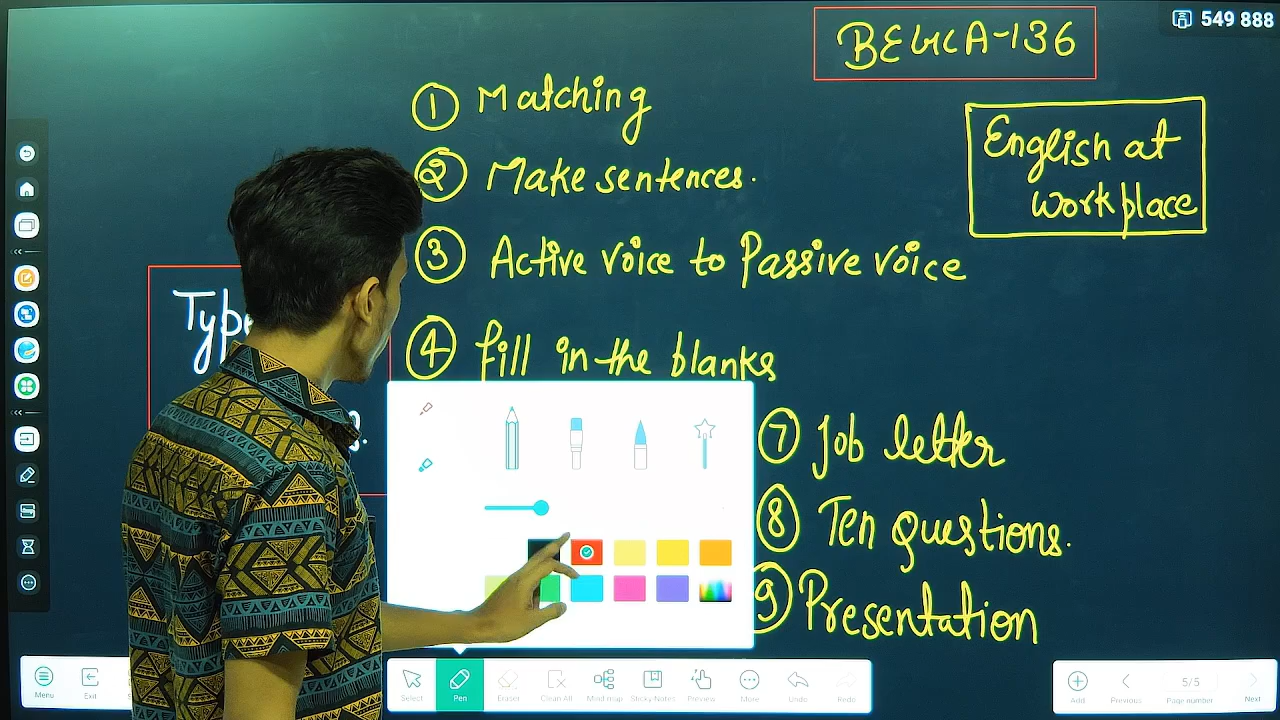 549 888
BEGLA-136
English at
workplace
① Matching
② Make sentences.
③ Active voice to Passive voice
④ Fill in the blanks
⑦ Job letter
⑧ Ten Questions.
⑨ Presentation
Type
Menu
Exit
Select
Pen
Eraser
Clean All
Mind map
Sticky Notes
Preview
More
Undo
Redo
Add
Previous
5/5
Page number
Next